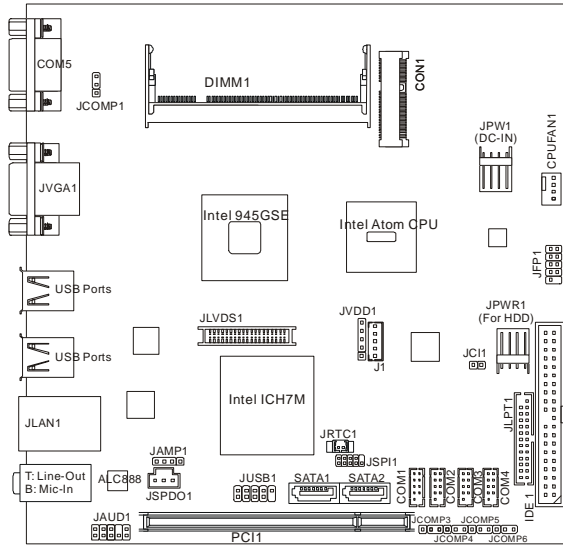 COM5
JCOMP1
DIMM1
CON1
JPW1
(DC-IN)
CPUFAN1
JVGA1
Intel 945GSE
Intel Atom CPU
JFP1
USB Ports
JLVDS1
JVDD1
J1
JPWR1
(For HDD)
JCI1
USB Ports
Intel ICH7M
JLPT1
JLAN1
JRTC1
JSPI1
JAMP1
T: Line-Out
B: Mic-In
ALC888
JSPDO1
JUSB1
SATA1
SATA2
COM1
COM2
COM3
COM4
IDE1
JAUD1
PCI1
JCOMP3
JCOMP5
JCOMP4
JCOMP6